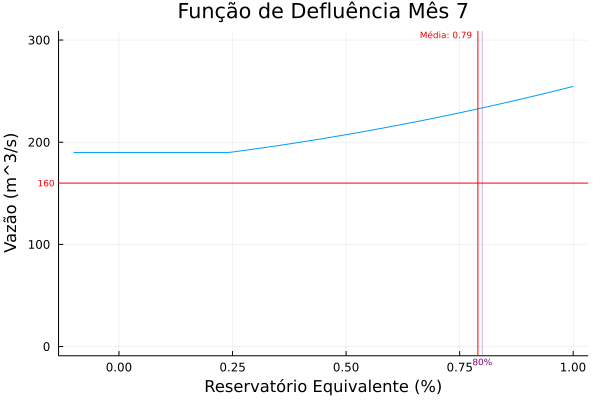 Função de Defluência Mês 7
Média: 0.79
300
200
160
100
0
Vazão (m^3/s)
0.00
0.25
0.50
0.75
80%
1.00
Reservatório Equivalente (%)